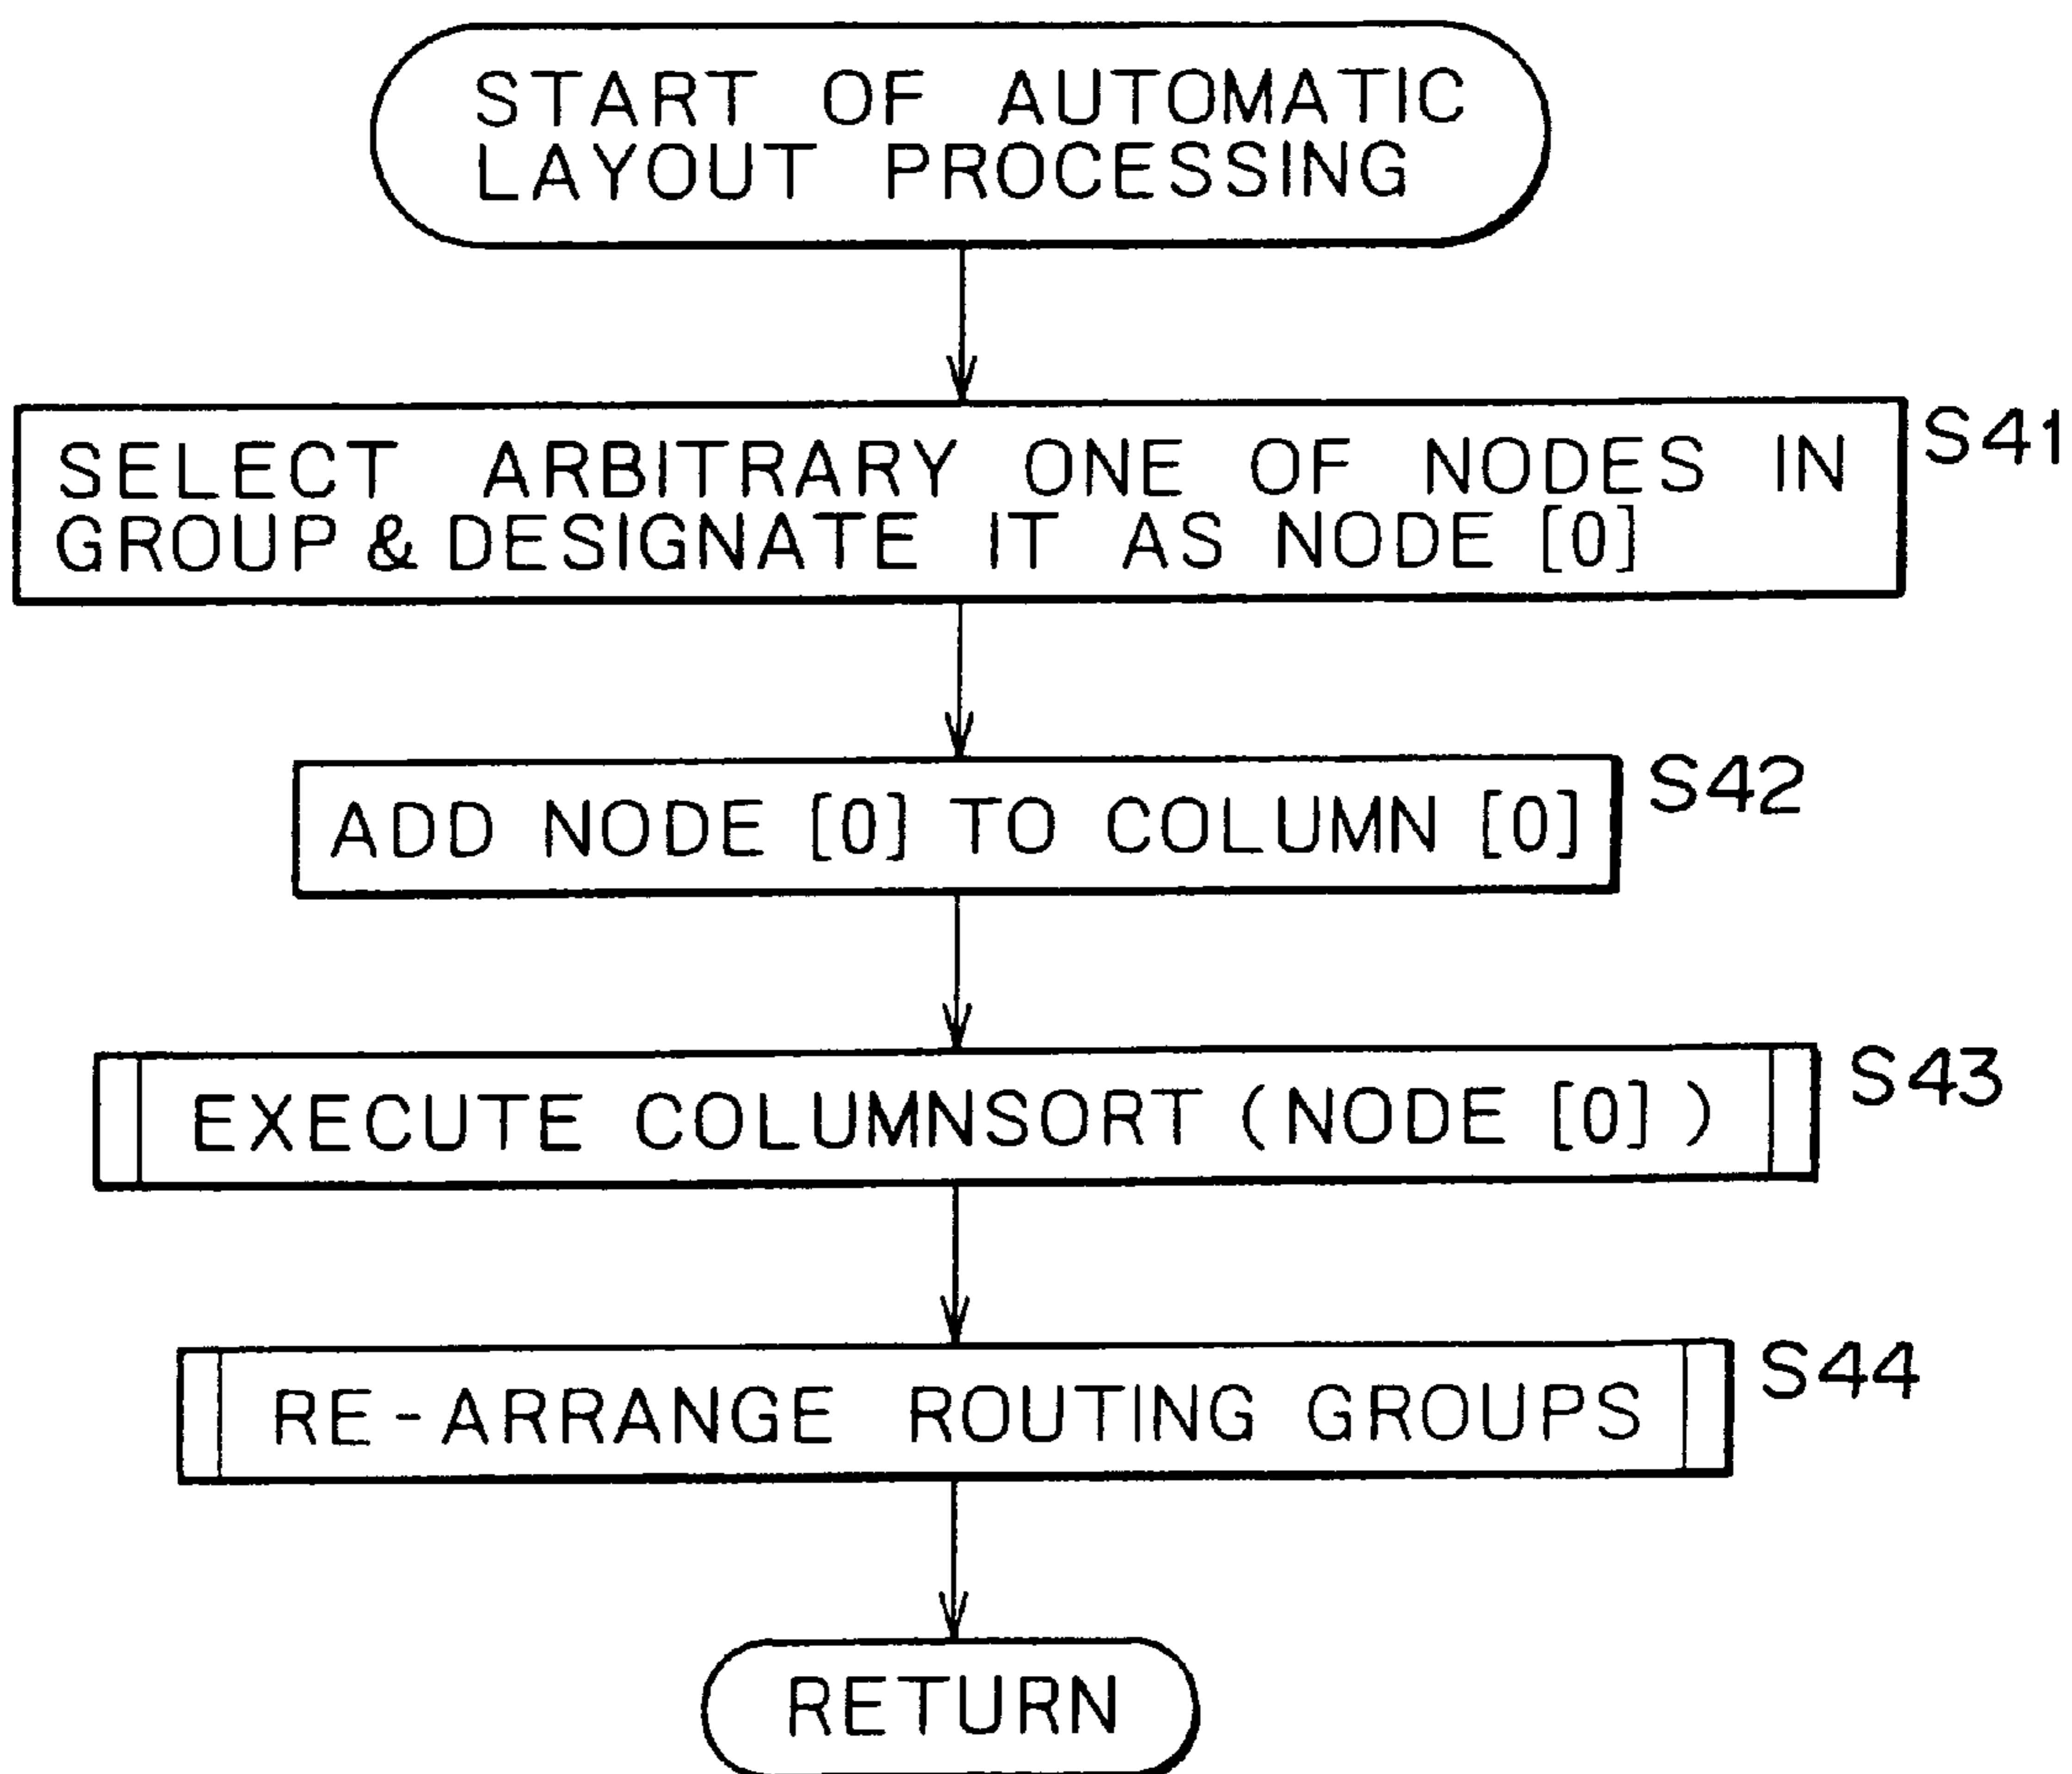 START OF AUTOMATIC
LAYOUT PROCESSING
SELECT ARBITRARY ONE OF NODES IN
GROUP & DESIGNATE IT AS NODE [0]
S41
ADD NODE [0] TO COLUMN [0]
S42
EXECUTE COLUMNSORT (NODE [0])
S43
RE-ARRANGE ROUTING GROUPS
S44
RETURN